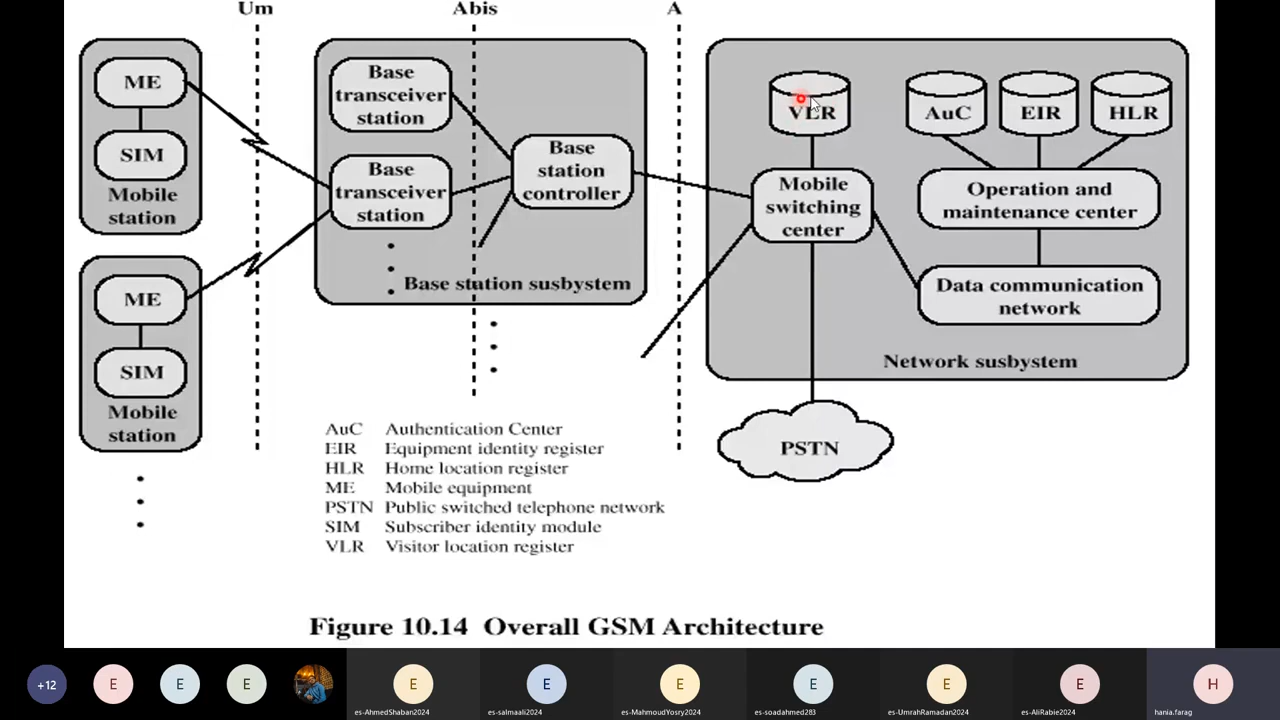 Um
Abis
A
ME
SIM
Mobile
station
ME
SIM
Mobile
station
Base
transceiver
station
Base
transceiver
station
Base
station
controller
Base station susbystem
VLR
AuC
EIR
HLR
Mobile
switching
center
Operation and
maintenance center
Data communication
network
Network susbystem
PSTN
AuC Authentication Center
EIR Equipment identity register
HLR Home location register
ME Mobile equipment
PSTN Public switched telephone network
SIM Subscriber identity module
VLR Visitor location register
Figure 10.14 Overall GSM Architecture
+12
E
E
E
E
es-AhmedShaban2024
E
es-salmaali2024
E
es-MahmoudYosry2024
E
es-soadahmed283
E
es-UmrahRamadan2024
E
es-AliRabie2024
H
hania.farag